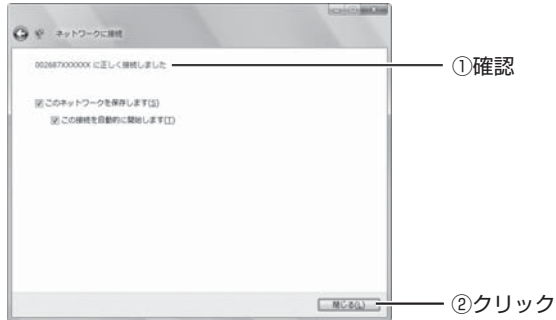 ネットワークに接続
002687XXXXXX に正しく接続しました
①確認
このネットワークを保存します(S)
この接続を自動的に開始します(T)
閉じる(L)
②クリック